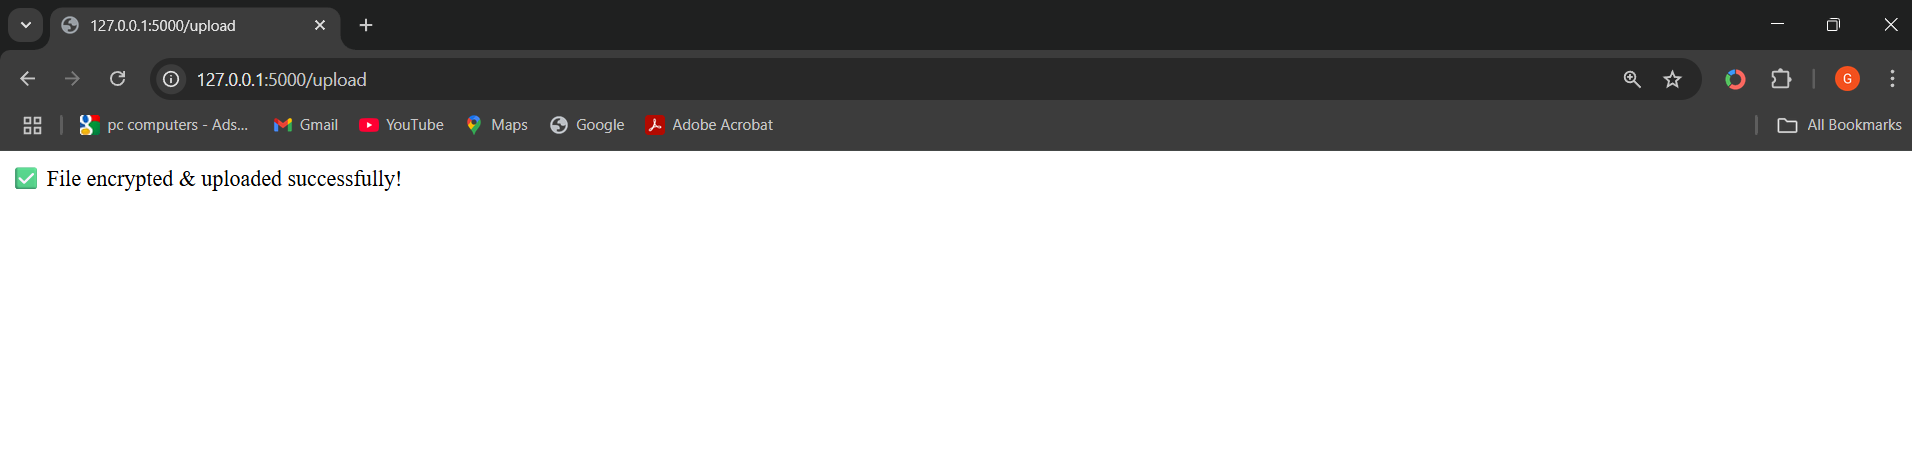 127.0.0.1:5000/upload
127.0.0.1:5000/upload
G
pc computers - Ads...
Gmail
YouTube
Maps
Google
Adobe Acrobat
All Bookmarks
✅ File encrypted & uploaded successfully!